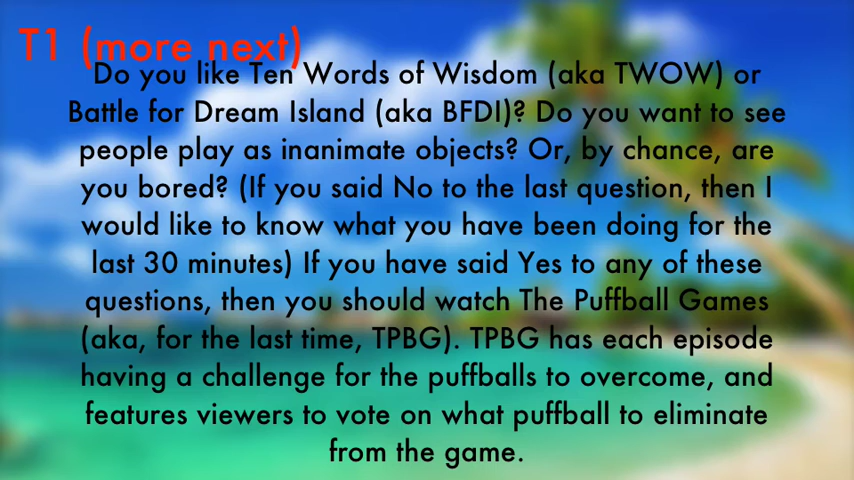 T1 (more next)
Do you like Ten Words of Wisdom (aka TWOW) or
Battle for Dream Island (aka BFDI)? Do you want to see
people play as inanimate objects? Or, by chance, are
you bored? (If you said No to the last question, then I
would like to know what you have been doing for the
last 30 minutes) If you have said Yes to any of these
questions, then you should watch The Puffball Games
(aka, for the last time, TPBG). TPBG has each episode
having a challenge for the puffballs to overcome, and
features viewers to vote on what puffball to eliminate
from the game.